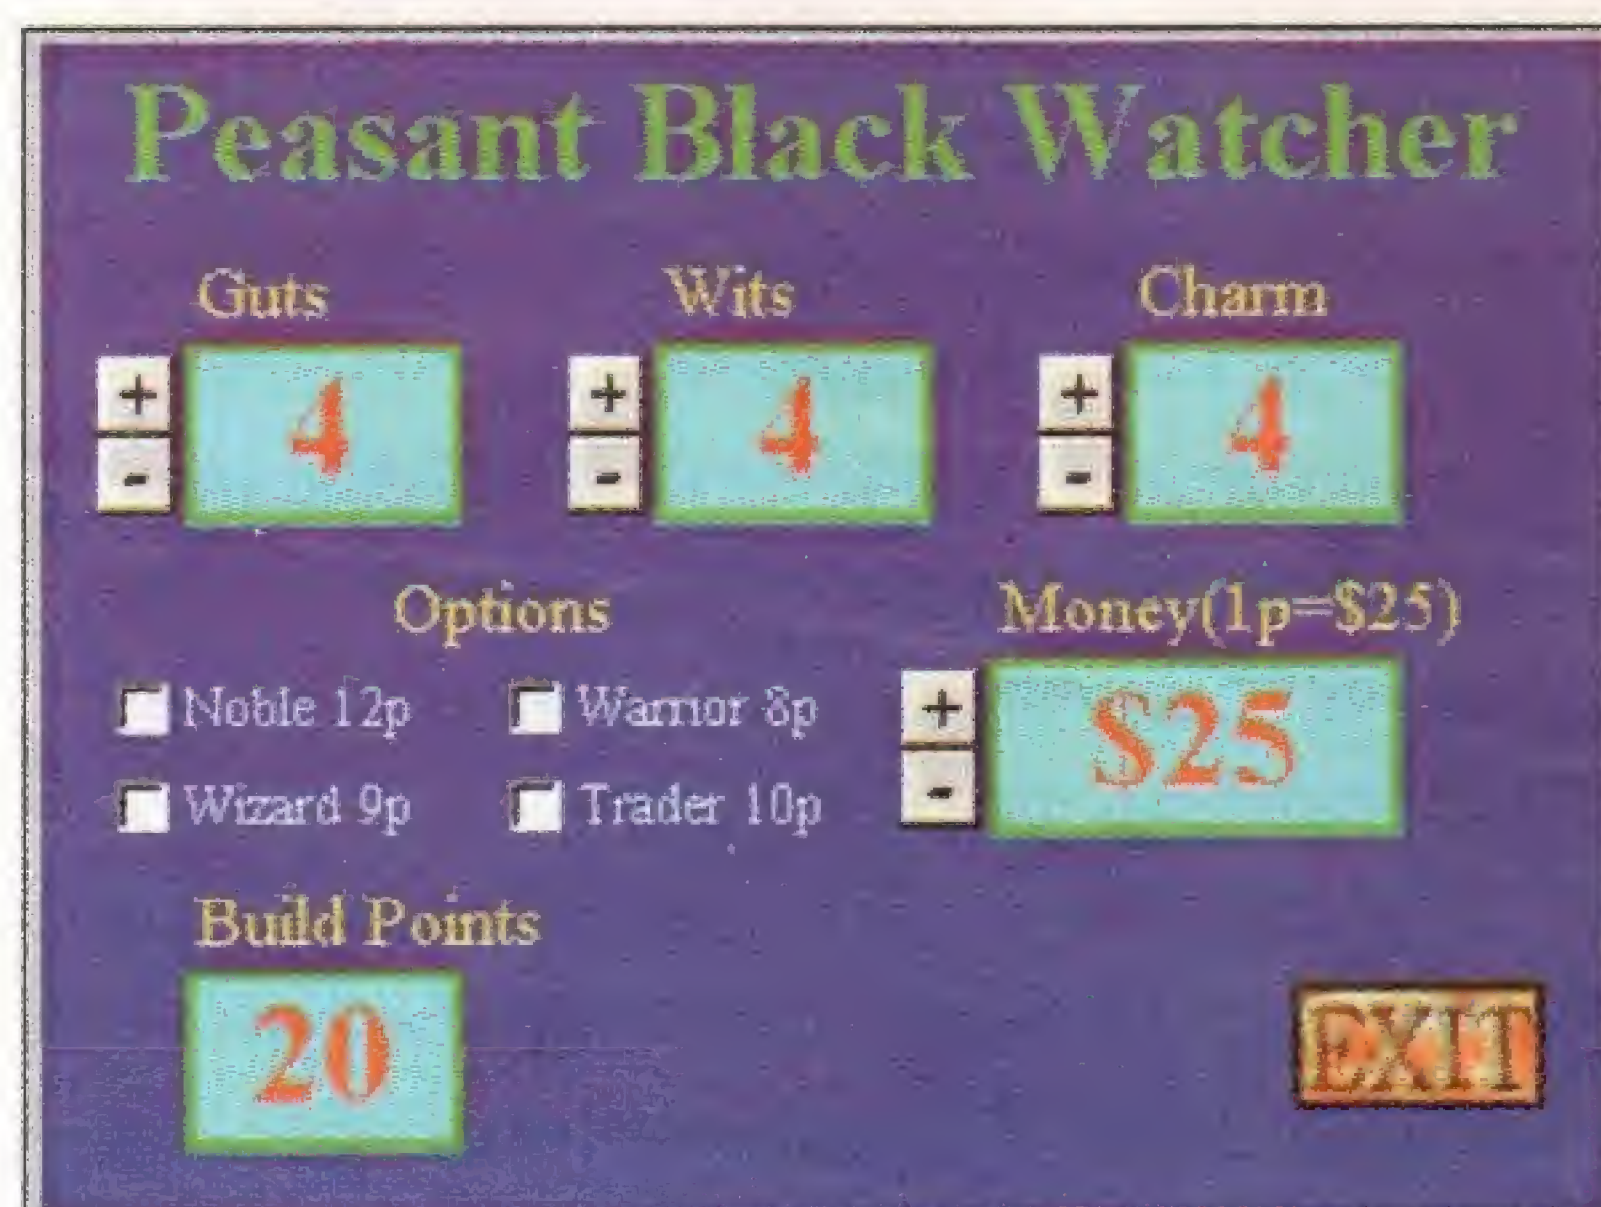 Peasant Black Watcher
Guts Wits Charm
+ + +
4 4 4
- - -
Options Money(1p=$25)
Noble 12p Warrior 8p +
$25
Wizard 9p Trader 10p -
Build Points
20
EXIT